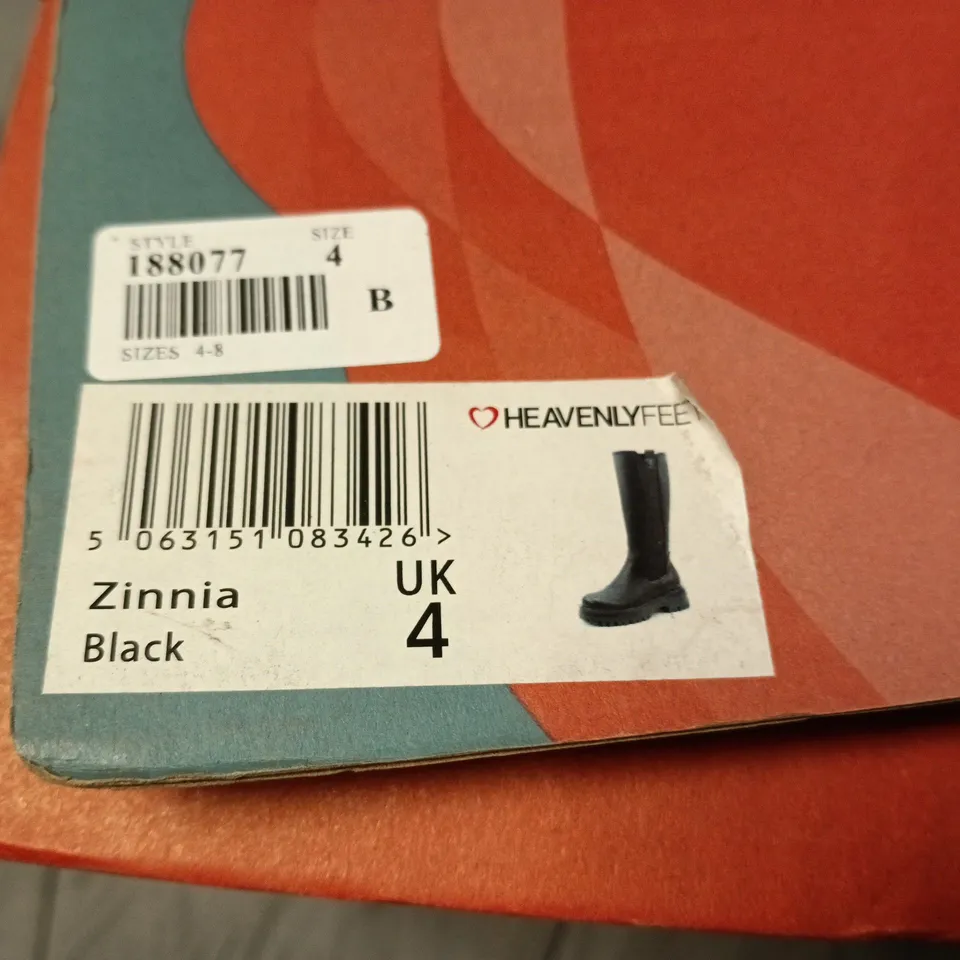 STYLE SIZE
188077 4
B
SIZES 4-8
HEAVENLYFEET
5 063151 083426 >
Zinnia UK
Black 4